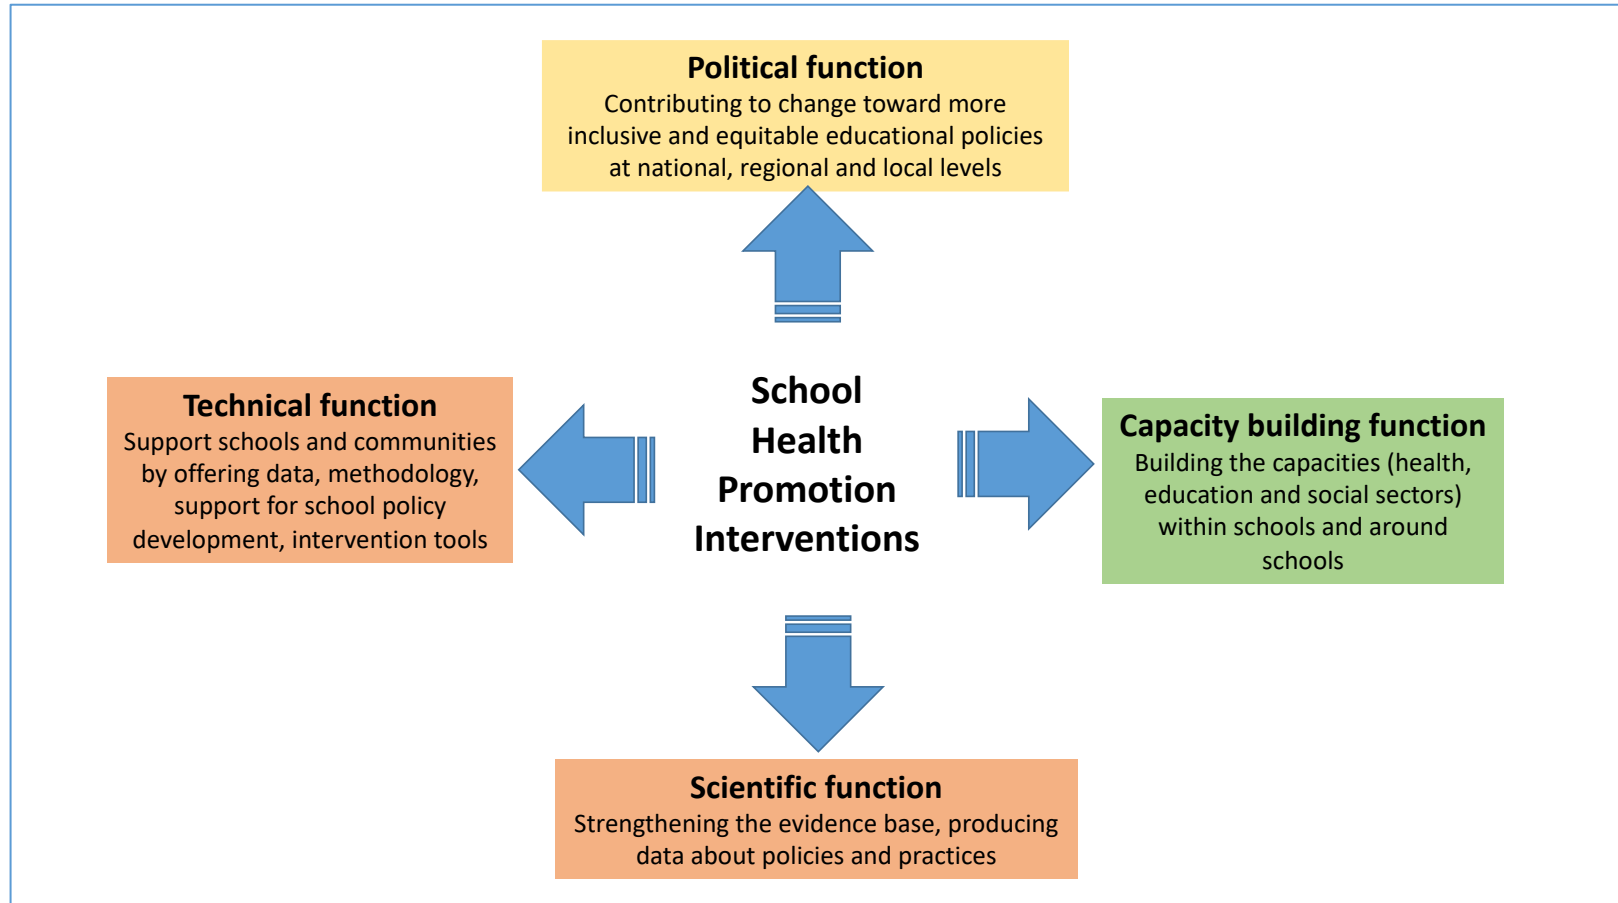 Political function
Contributing to change toward more
inclusive and equitable educational policies
at national, regional and local levels
Technical function
Support schools and communities
by offering data, methodology,
support for school policy
development, intervention tools
School
Health
Promotion
Interventions
Capacity building function
Building the capacities (health,
education and social sectors)
within schools and around
schools
Scientific function
Strengthening the evidence base, producing
data about policies and practices